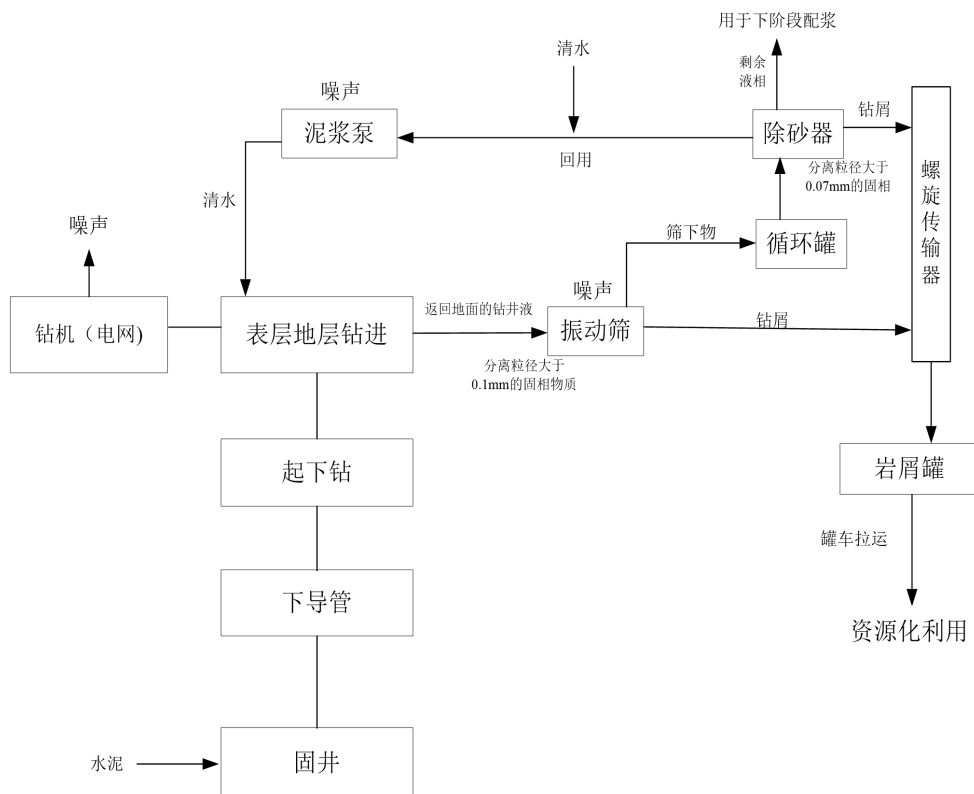 用于下阶段配浆
清水
剩余
液相
噪声
钻屑
泥浆泵
除砂器
回用
分离粒径大于
0.07mm的固相
螺旋传输器
清水
噪声
筛下物
循环罐
噪声
钻机（电网)
表层地层钻进
返回地面的钻井液
振动筛
钻屑
分离粒径大于
0.1mm的固相物质
起下钻
岩屑罐
罐车拉运
下导管
资源化利用
水泥
固井